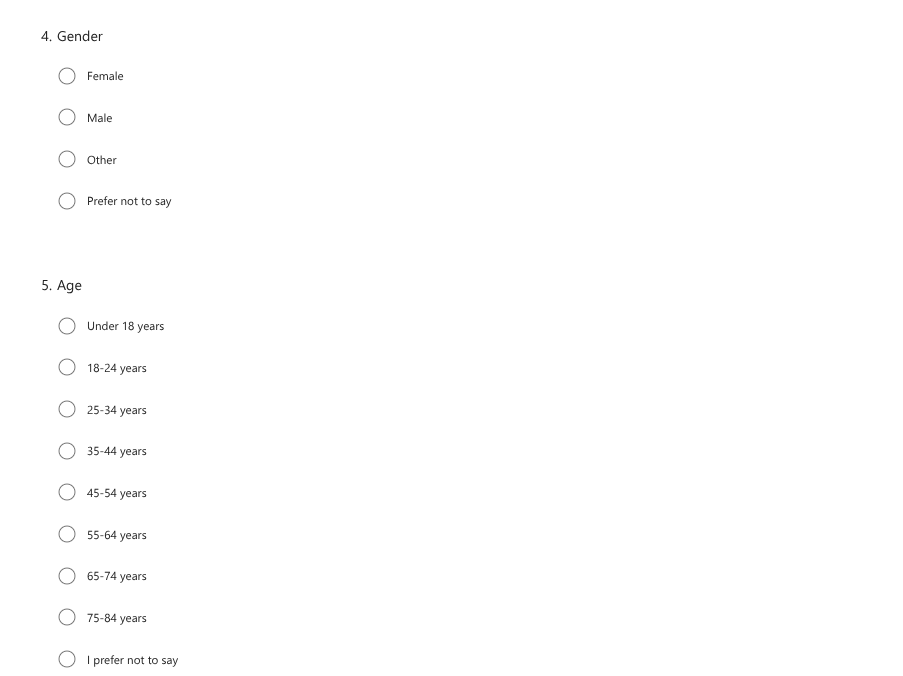 4. Gender
Female
Male
Other
Prefer not to say
5. Age
Under 18 years
18-24 years
25-34 years
35-44 years
45-54 years
55-64 years
65-74 years
75-84 years
I prefer not to say